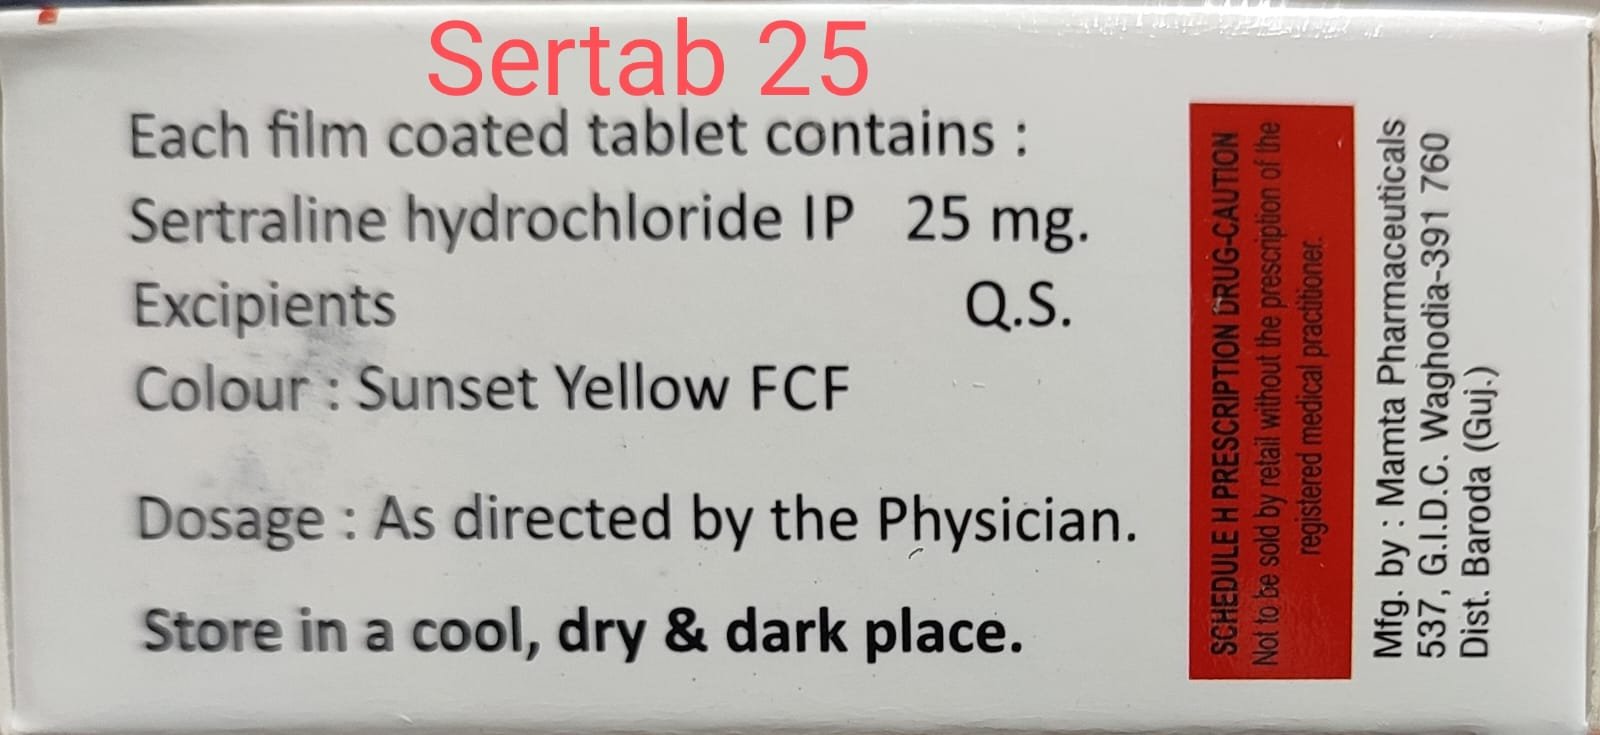 Sertab 25
Each film coated tablet contains :
Sertraline hydrochloride IP 25 mg.
Excipients Q.S.
Colour : Sunset Yellow FCF
Dosage : As directed by the Physician.
Store in a cool, dry & dark place.
SCHEDULE H PRESCRIPTION DRUG-CAUTION
Not to be sold by retail without the prescription of the
registered medical practitioner.
Mfg. by : Mamta Pharmaceuticals
537, G.I.D.C. Waghodia-391 760
Dist. Baroda (Guj.)